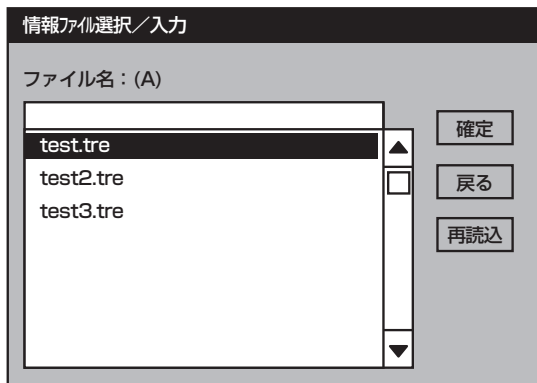 情報ファイル選択／入力
ファイル名：(A)
確定
test.tre
test2.tre
戻る
test3.tre
再読込